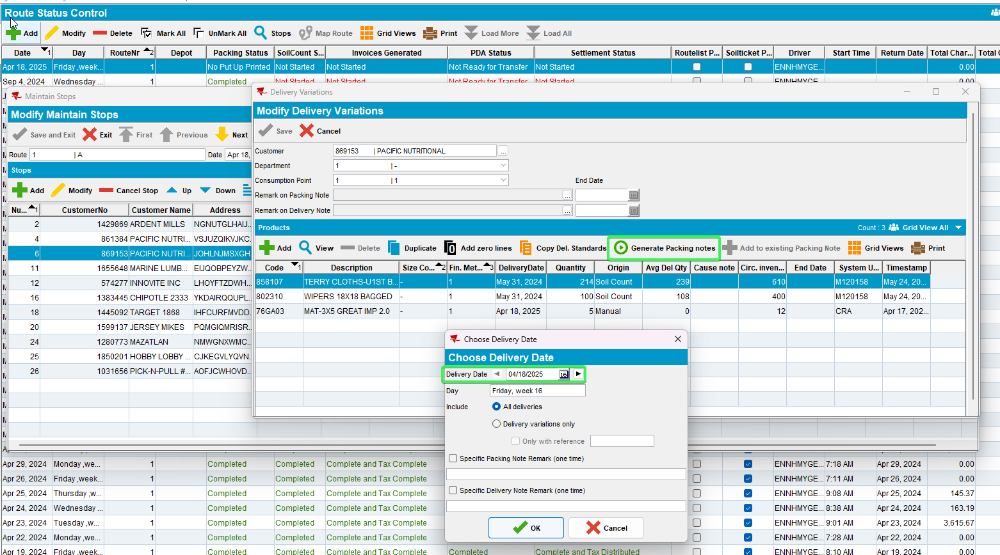 Route Status Control
Add Modify Delete Mark All UnMark All Stops Map Route Grid Views Print Load More Load All
Date 1 Day RouteNr 2 Depot Packing Status SoilCount S... Invoices Generated PDA Status Settlement Status Routelist P... Soilticket P... Driver Start Time Return Date Total Char... Total C
Apr 18, 2025 Friday ,week... 1 No Put Up Printed Not Started Not Started Not Ready for Transfer Not Started ENNHMYGE... 0.00
Sep 4, 2024 Wednesday ... 1 Completed Not Started Not Started Not Ready for Transfer Not Started ENNHMYGE... 0.00
Maintain Stops
Modify Maintain Stops
Save and Exit Exit First Previous Next
Route 1 | A Date Apr 18,
Stops
Add Modify Cancel Stop Up Down
Nu... 1 CustomerNo Customer Name Address
2 1429869 ARDENT MILLS NGNUTGLHAIJ...
4 861384 PACIFIC NUTRI... VSJUZQIKVJKC...
6 869153 PACIFIC NUTRI... JOHLNJMSXGH...
11 1655648 MARINE LUMB... EIJQOBPEYZW...
12 574277 INNOVITE INC LHOYFTZDWH...
16 1383445 CHIPOTLE 2333 YKDAIRQQUPL...
18 1445092 TARGET 1868 IHFCURFMVDD...
20 1599137 JERSEY MIKES PQMGIQMRISR...
24 1280773 MAZATLAN NMWGNXWMC...
25 1850201 HOBBY LOBBY ... CJKEGVLYQVN...
26 1031656 PICK-N-PULL #... AOFJCWHOVD...
Delivery Variations
Modify Delivery Variations
Save Cancel
Customer 869153 | PACIFIC NUTRITIONAL ...
Department 1 | -
Consumption Point 1 | 1 End Date
Remark on Packing Note ... 16
Remark on Delivery Note ... 16
Products Count : 3 Grid View All
Add View Delete Duplicate Add zero lines Copy Del. Standards Generate Packing notes Add to existing Packing Note Grid Views Print
Code 1 Description Size Co... 2 Fin. Met... 3 DeliveryDate Quantity Origin Avg Del Qty Cause note Circ. inven... End Date System U... Timestamp
858107 TERRY CLOTHS-U1ST B... - 1 May 31, 2024 214 Soil Count 239 610 M120158 May 24, 20...
802310 WIPERS 18X18 BAGGED - 1 May 31, 2024 100 Soil Count 108 400 M120158 May 24, 20...
76GA03 MAT-3X5 GREAT IMP 2.0 - 1 Apr 18, 2025 5 Manual 0 12 CRA Apr 17, 202...
Choose Delivery Date
Choose Delivery Date
Delivery Date 04/18/2025 16
Day Friday, week 16
Include All deliveries
Delivery variations only
Only with reference
Specific Packing Note Remark (one time)
Specific Delivery Note Remark (one time)
OK Cancel
Apr 29, 2024 Monday ,we... 1 Completed Completed Complete and Tax Complete ENNHMYGE... 7:18 AM Apr 29, 2024 0.00
Apr 26, 2024 Friday ,week... 1 Completed Completed Complete and Tax Complete ENNHMYGE... 7:11 AM Apr 26, 2024 0.00
Apr 25, 2024 Thursday ,w... 1 Completed Completed Complete and Tax Complete ENNHMYGE... 9:08 AM Apr 25, 2024 145.37
Apr 24, 2024 Wednesday ... 1 Completed Completed Complete and Tax Complete ENNHMYGE... 8:38 AM Apr 24, 2024 163.19
Apr 23, 2024 Tuesday ,w... 1 Completed Completed Complete and Tax Complete ENNHMYGE... 9:01 AM Apr 23, 2024 3,615.67
Apr 22, 2024 Monday ,we... 1 Completed Completed Complete and Tax Complete ENNHMYGE... 7:28 AM Apr 22, 2024 0.00
Apr 19, 2024 Friday ,week... 1 Completed Completed Complete and Tax Complete Completed Complete and Tax Distributed ENNHMYGE... 8:10 AM Apr 19, 2024 0.00